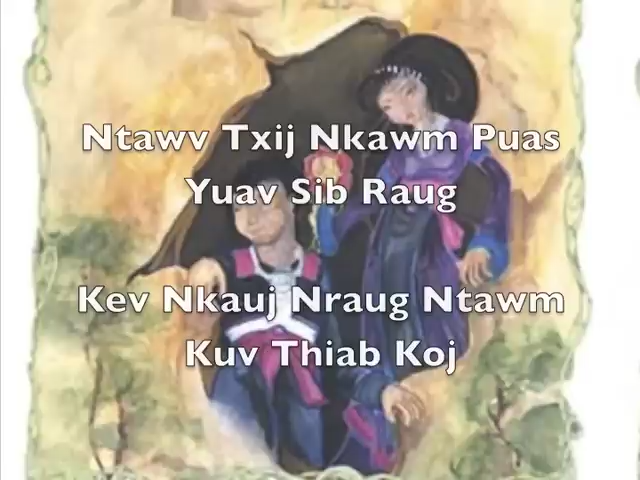 Ntawv Txij Nkawm Puas
Yuav Sib Raug
Kev Nkauj Nraug Ntawm
Kuv Thiab Koj